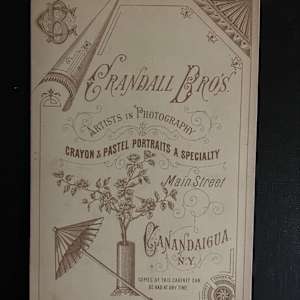 CRANDALL BRO'S.
ARTISTS IN PHOTOGRAPHY
CRAYON & PASTEL PORTRAITS A SPECIALTY
Main Street
CANANDAIGUA.
N.Y.
COPIES OF THIS CABINET CAN
BE HAD AT ANY TIME